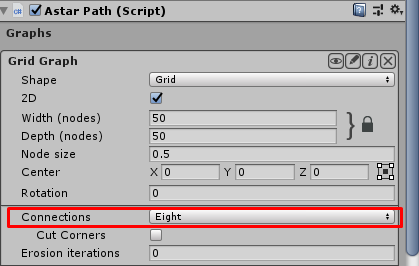 Astar Path (Script)
Graphs
Grid Graph
Shape Grid
2D
Width (nodes) 50
Depth (nodes) 50
Node size 0.5
Center X 0 Y 0 Z 0
Rotation 0
Connections Eight
Cut Corners
Erosion iterations 0